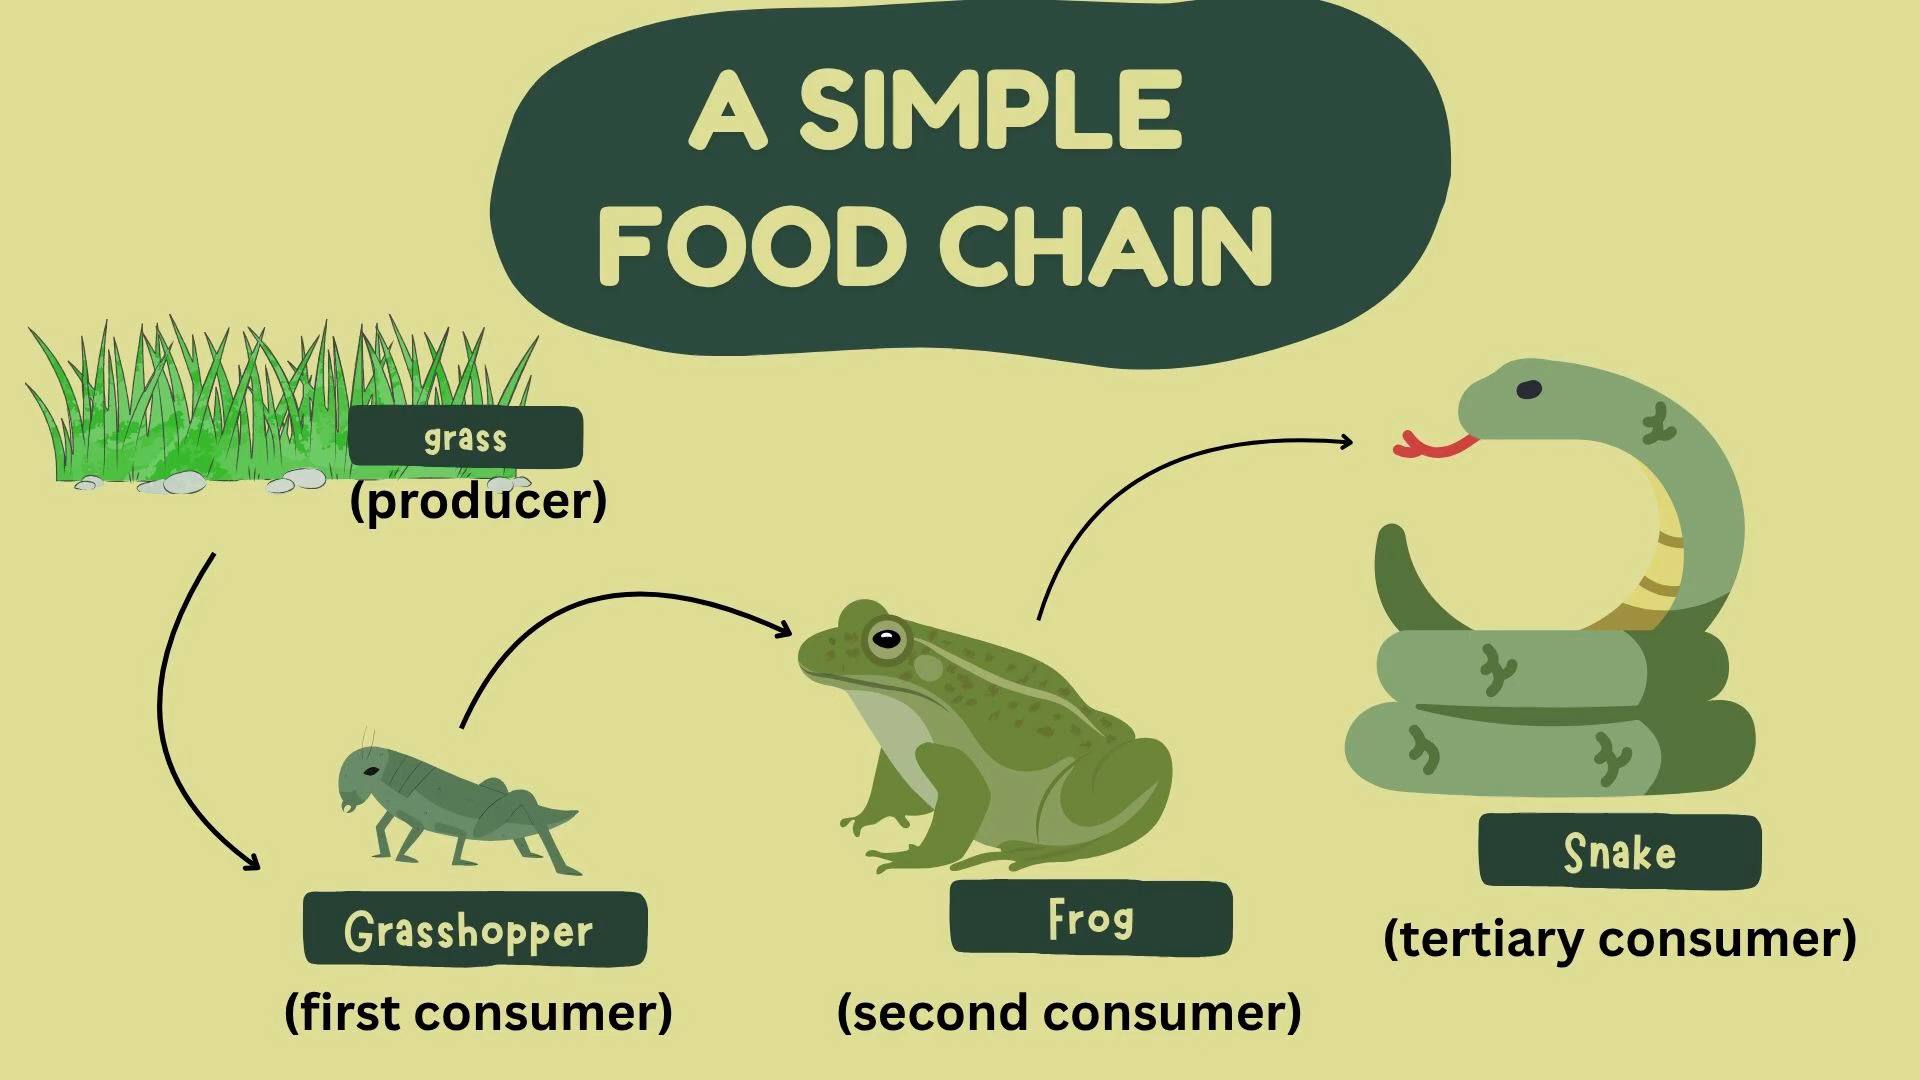 A SIMPLE
FOOD CHAIN
grass
(producer)
Grasshopper
(first consumer)
Frog
(second consumer)
Snake
(tertiary consumer)